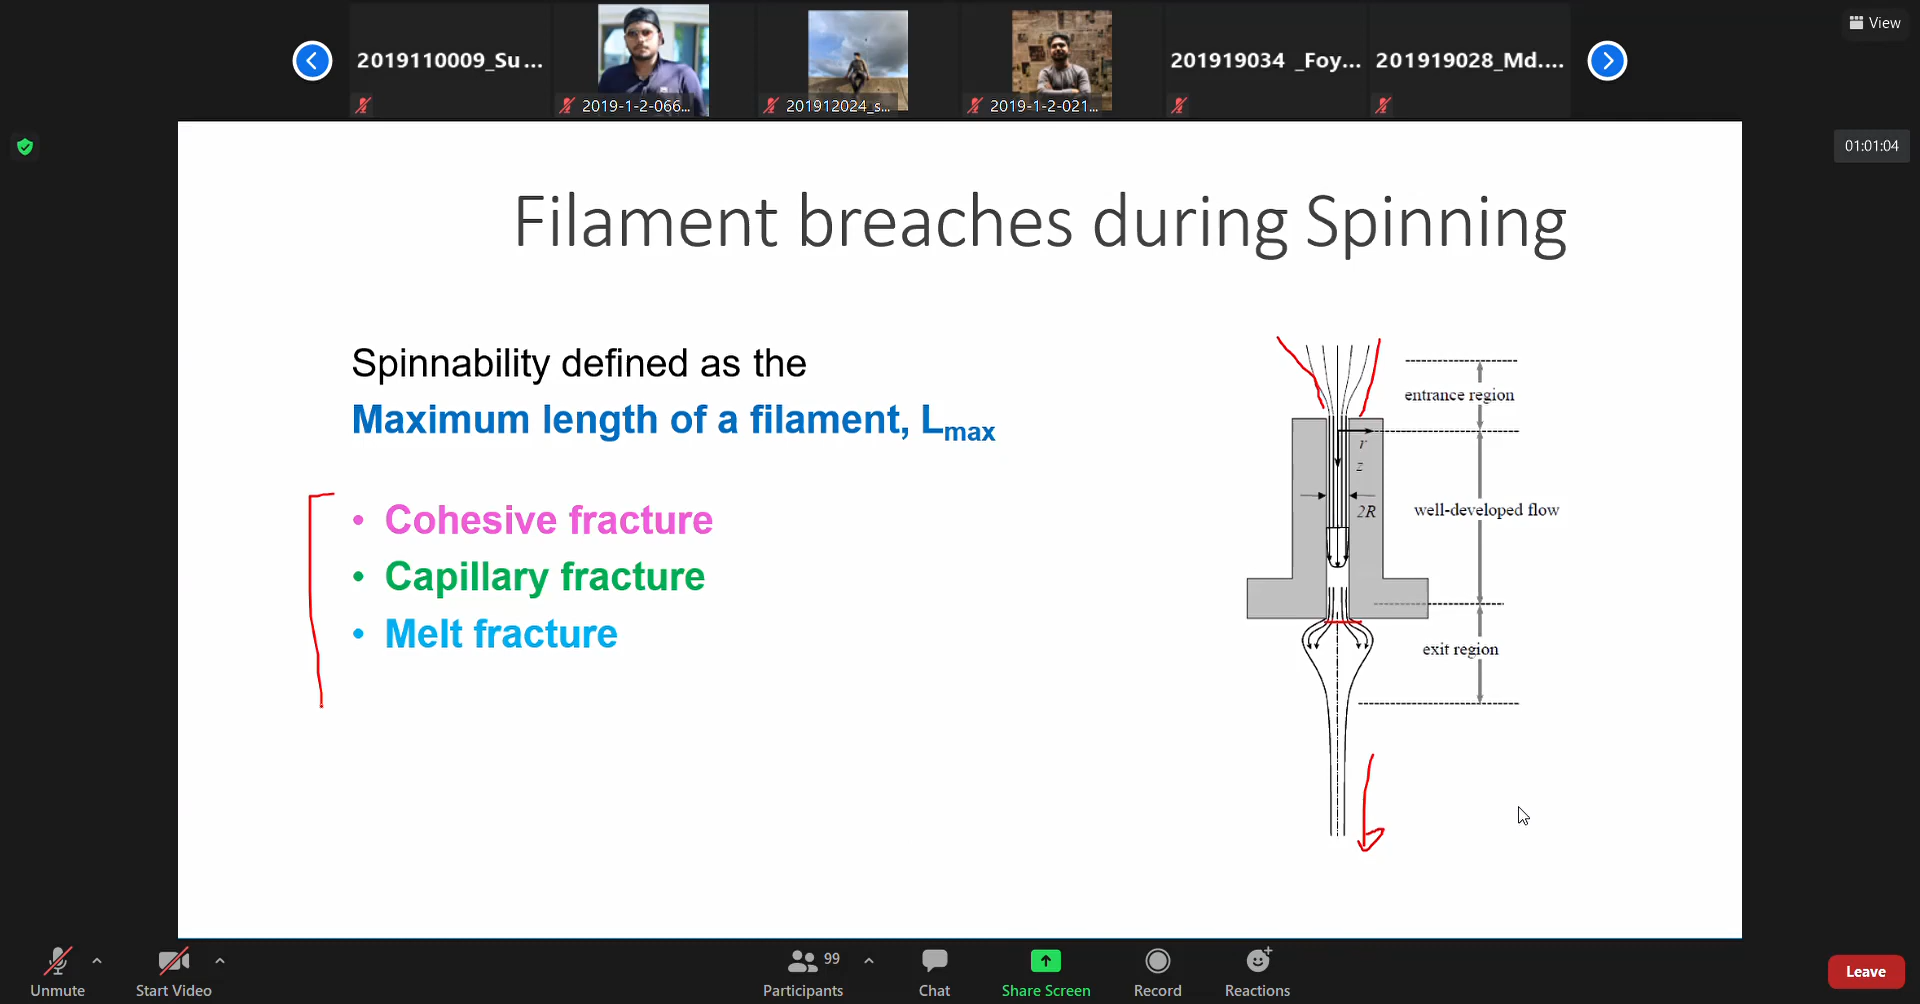 View
2019110009_Su...
2019-1-2-066...
201912024_s...
2019-1-2-021...
201919034 _Foy...
201919028_Md....
01:01:04
Filament breaches during Spinning
Spinnability defined as the
Maximum length of a filament, Lmax
• Cohesive fracture
• Capillary fracture
• Melt fracture
entrance region
r
z
2R
well-developed flow
exit region
Unmute
Start Video
99
Participants
Chat
Share Screen
Record
Reactions
Leave